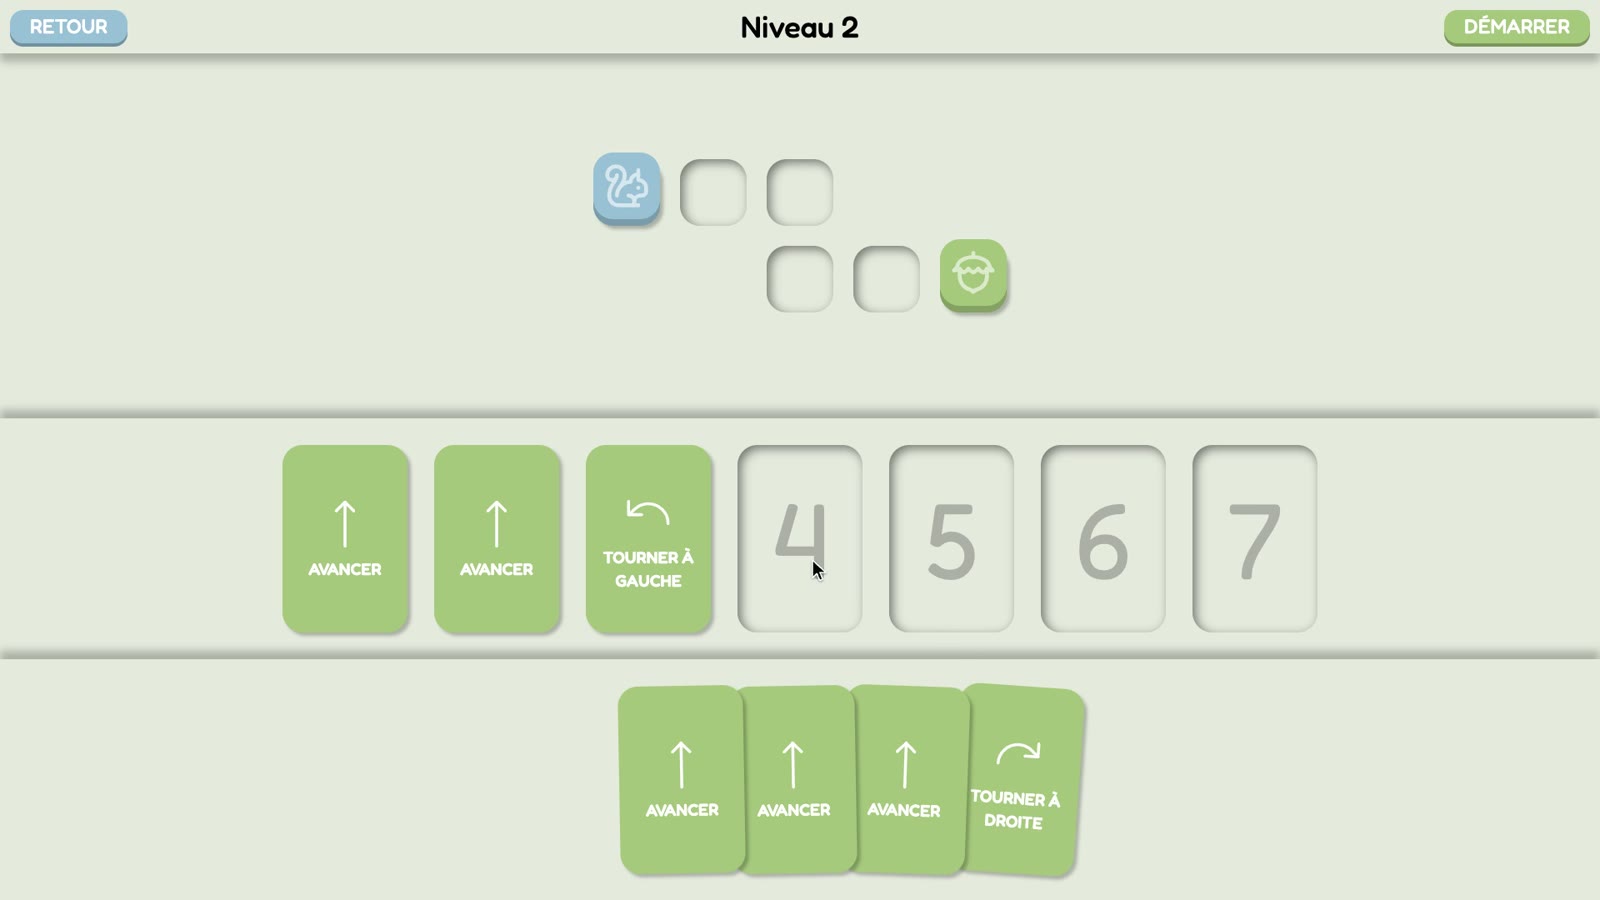 RETOUR
Niveau 2
DÉMARRER
AVANCER
AVANCER
TOURNER À
GAUCHE
4
5
6
7
AVANCER
AVANCER
AVANCER
TOURNER À
DROITE